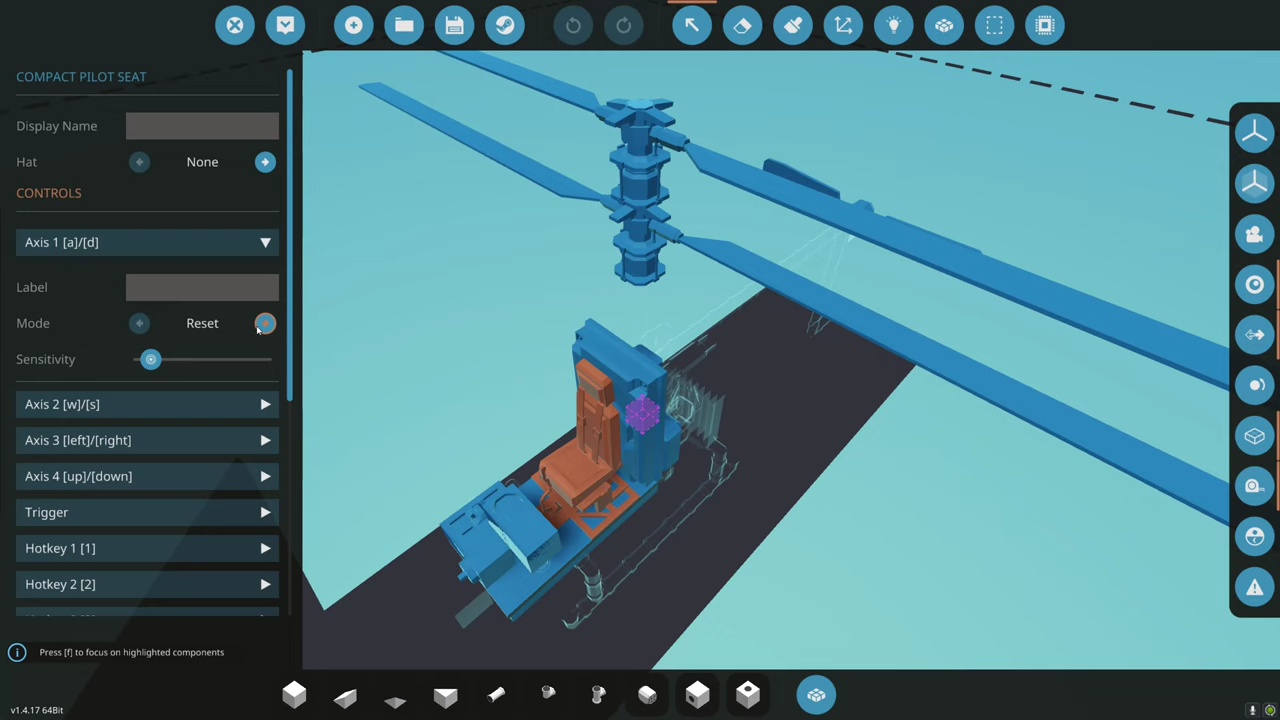 COMPACT PILOT SEAT
Display Name
Hat None
CONTROLS
Axis 1 [a]/[d]
Label
Mode Reset
Sensitivity
Axis 2 [w]/[s]
Axis 3 [left]/[right]
Axis 4 [up]/[down]
Trigger
Hotkey 1 [1]
Hotkey 2 [2]
Press [f] to focus on highlighted components
v1.4.17 64Bit